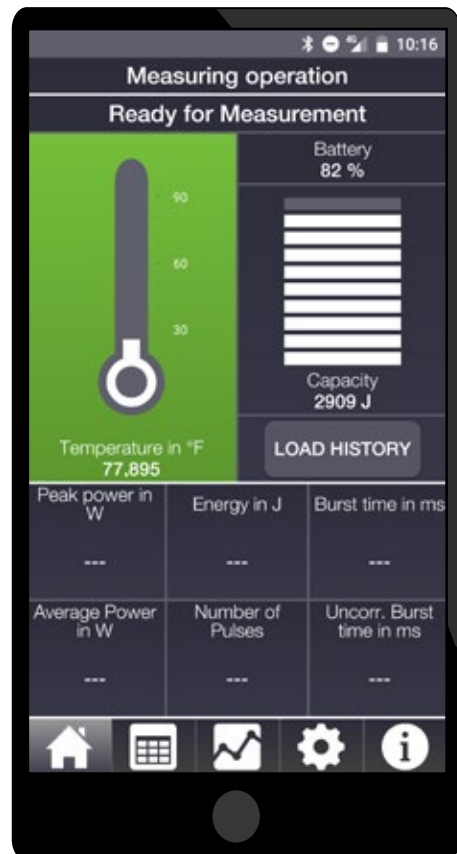 4G 10:16
Measuring operation
Ready for Measurement
Battery
82 %
90
60
30
Capacity
2909 J
Temperature in °F
77,895
LOAD HISTORY
Peak power in
W
Energy in J
Burst time in ms
---
---
---
Average Power
in W
Number of
Pulses
Uncorr. Burst
time in ms
---
---
---
i